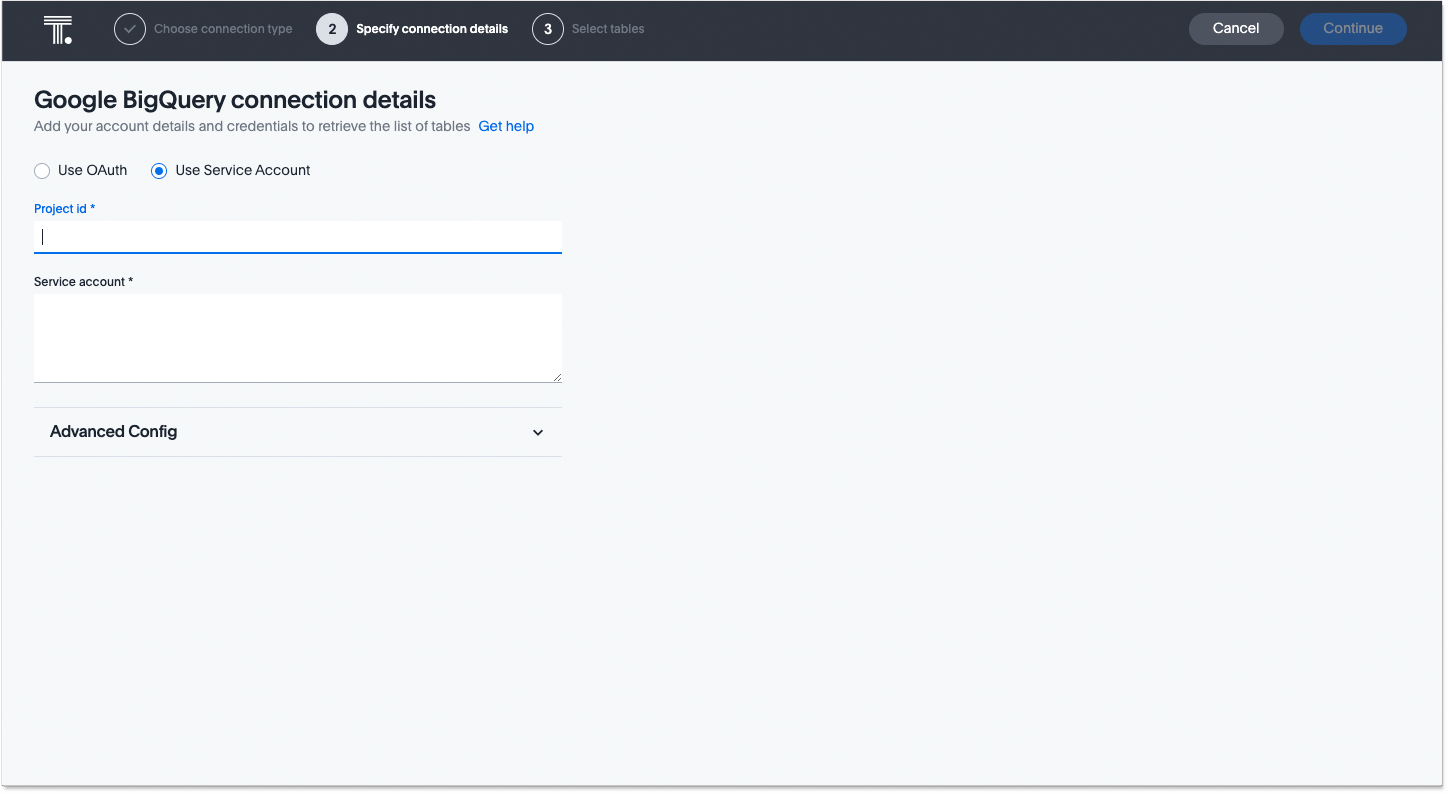 T.
Choose connection type
2 Specify connection details
3 Select tables
Cancel
Continue
Google BigQuery connection details
Add your account details and credentials to retrieve the list of tables Get help
Use OAuth Use Service Account
Project id *
Service account *
Advanced Config